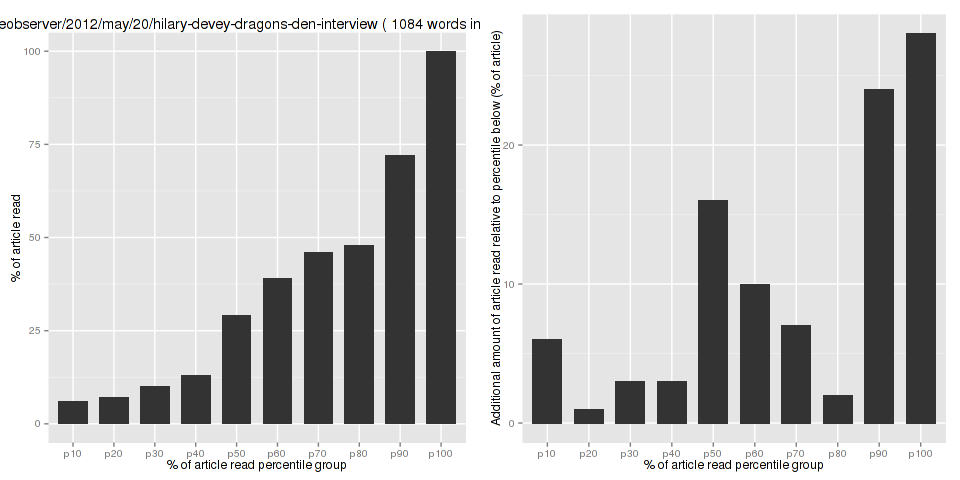 eobserver/2012/may/20/hilary-devey-dragons-den-interview ( 1084 words in
% of article read
100
75
50
25
0
p10 p20 p30 p40 p50 p60 p70 p80 p90 p100
% of article read percentile group
Additional amount of article read relative to percentile below (% of article)
20
10
0
p10 p20 p30 p40 p50 p60 p70 p80 p90 p100
% of article read percentile group